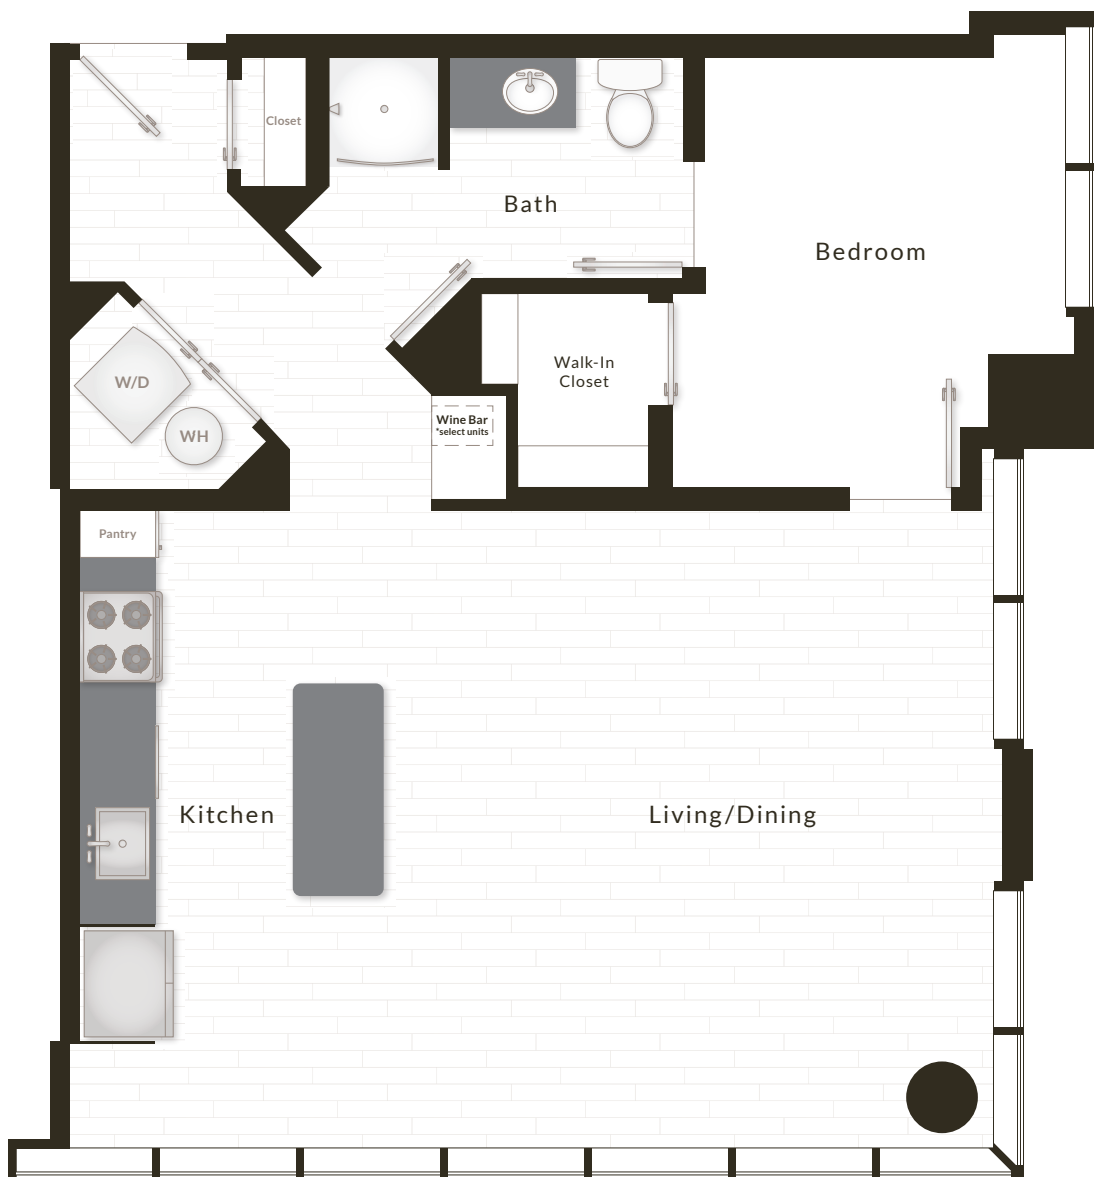 Closet
Bath
Bedroom
Walk-In
Closet
W/D
Wine Bar
*select units
WH
Pantry
Kitchen
Living/Dining